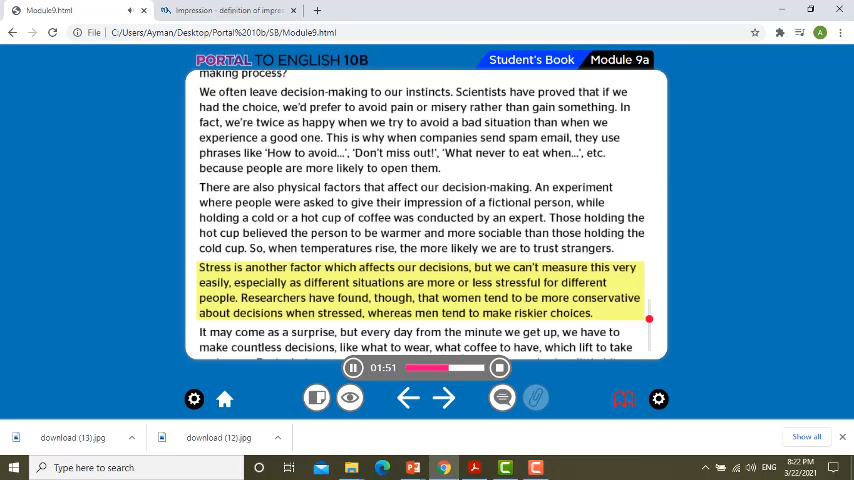 Module9.html
Impression - definition of impres
File
C:/Users/Ayman/Desktop/Portal%2010b/SB/Module9.html
A
PORTAL TO ENGLISH 10B
Student's Book
Module 9a
making process?
We often leave decision-making to our instincts. Scientists have proved that if we
had the choice, we'd prefer to avoid pain or misery rather than gain something. In
fact, we're twice as happy when we try to avoid a bad situation than when we
experience a good one. This is why when companies send spam email, they use
phrases like 'How to avoid...', 'Don't miss out!', 'What never to eat when...', etc.
because people are more likely to open them.
There are also physical factors that affect our decision-making. An experiment
where people were asked to give their impression of a fictional person, while
holding a cold or a hot cup of coffee was conducted by an expert. Those holding the
hot cup believed the person to be warmer and more sociable than those holding the
cold cup. So, when temperatures rise, the more likely we are to trust strangers.
Stress is another factor which affects our decisions, but we can't measure this very
easily, especially as different situations are more or less stressful for different
people. Researchers have found, though, that women tend to be more conservative
about decisions when stressed, whereas men tend to make riskier choices.
It may come as a surprise, but every day from the minute we get up, we have to
make countless decisions, like what to wear, what coffee to have, which lift to take
01:51
download (13).jpg
download (12).jpg
Show all
Type here to search
ENG
8:22 PM
3/22/2021